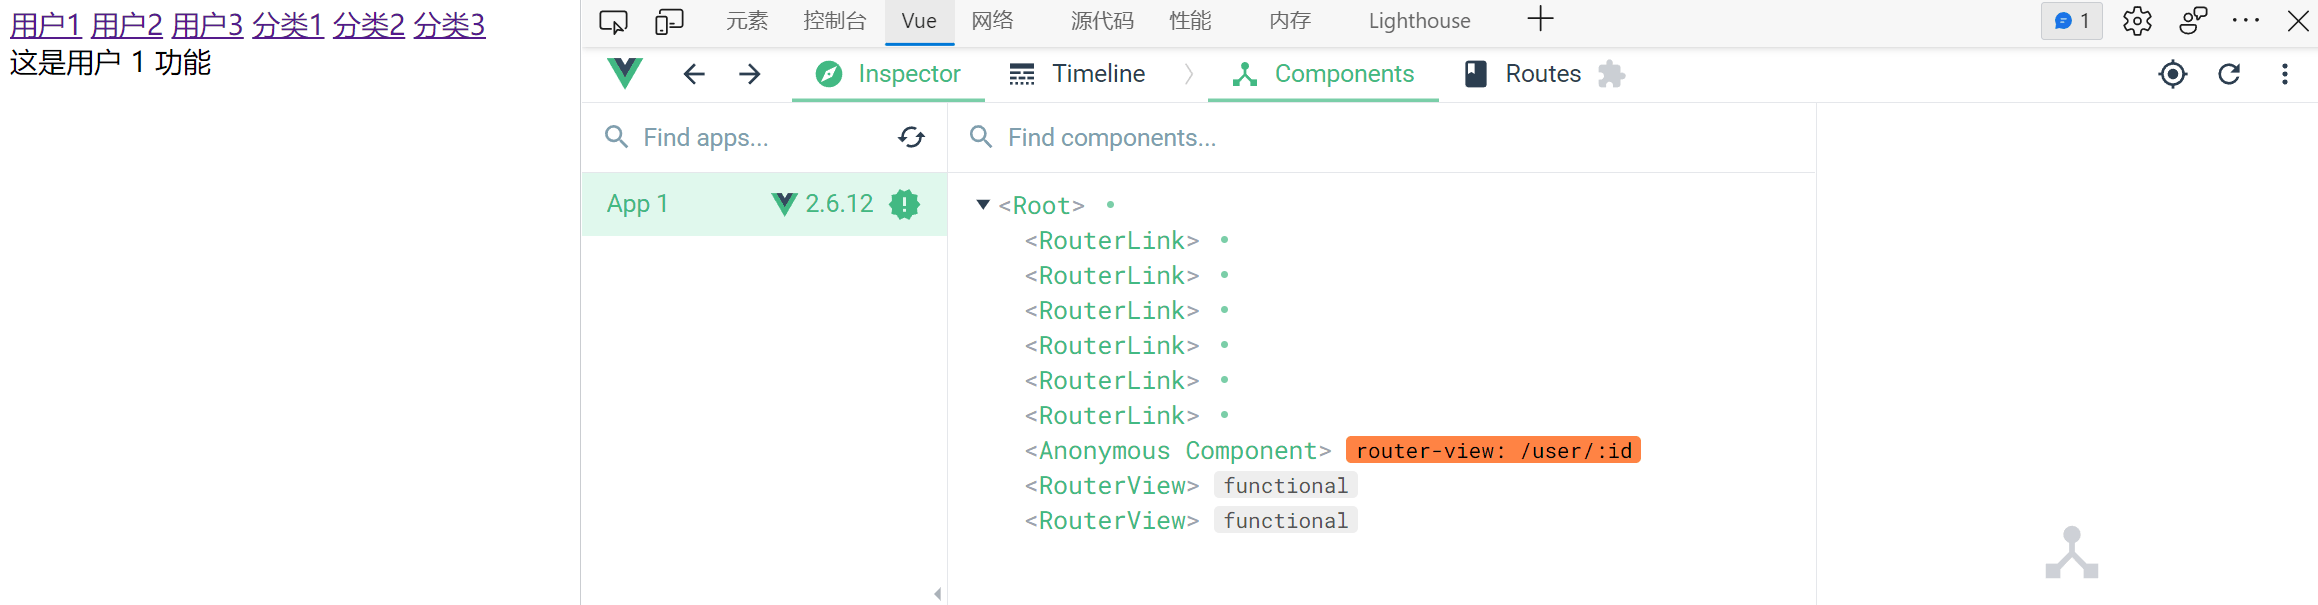 用户1 用户2 用户3 分类1 分类2 分类3
这是用户 1 功能
元素 控制台 Vue 网络 源代码 性能 内存 Lighthouse 1
Inspector Timeline Components Routes
Find apps... Find components...
App 1 2.6.12
<Root>
<RouterLink>
<RouterLink>
<RouterLink>
<RouterLink>
<RouterLink>
<RouterLink>
<Anonymous Component> router-view: /user/:id
<RouterView> functional
<RouterView> functional